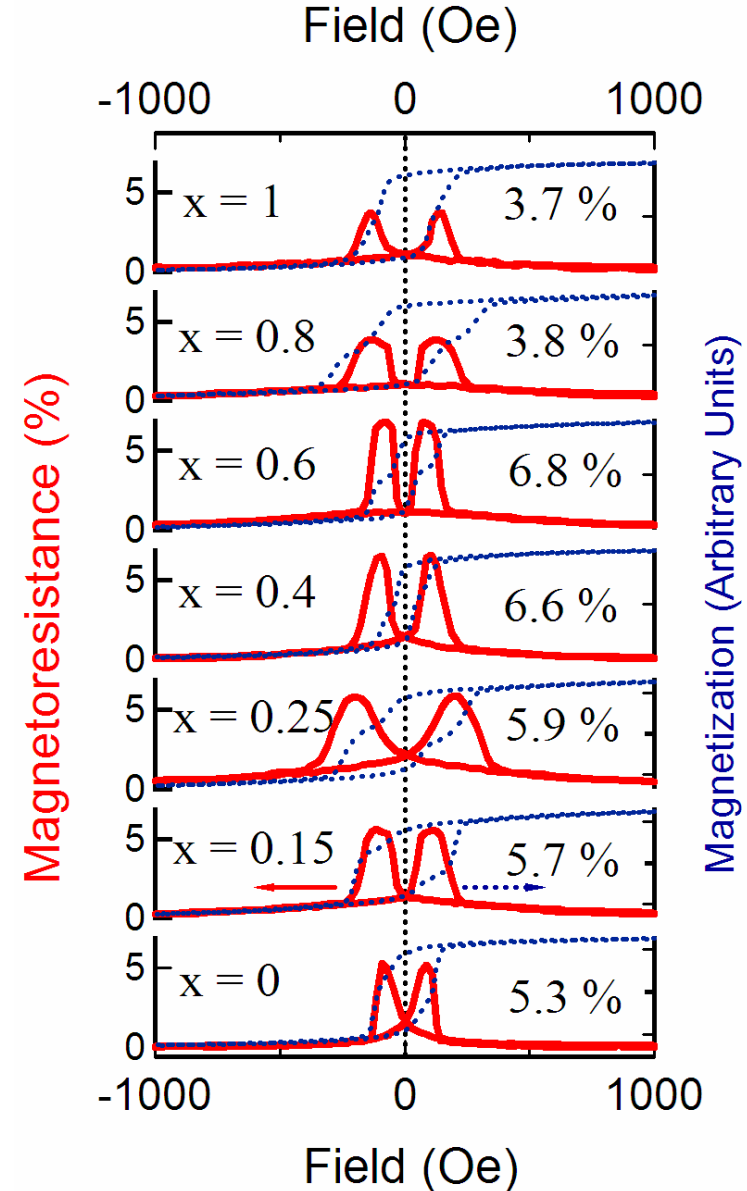 Field (Oe)
-1000 0 1000
Magnetoresistance (%)
Magnetization (Arbitrary Units)
5
0
x = 1
3.7 %
5
0
x = 0.8
3.8 %
5
0
x = 0.6
6.8 %
5
0
x = 0.4
6.6 %
5
0
x = 0.25
5.9 %
5
0
x = 0.15
5.7 %
5
0
x = 0
5.3 %
-1000 0 1000
Field (Oe)